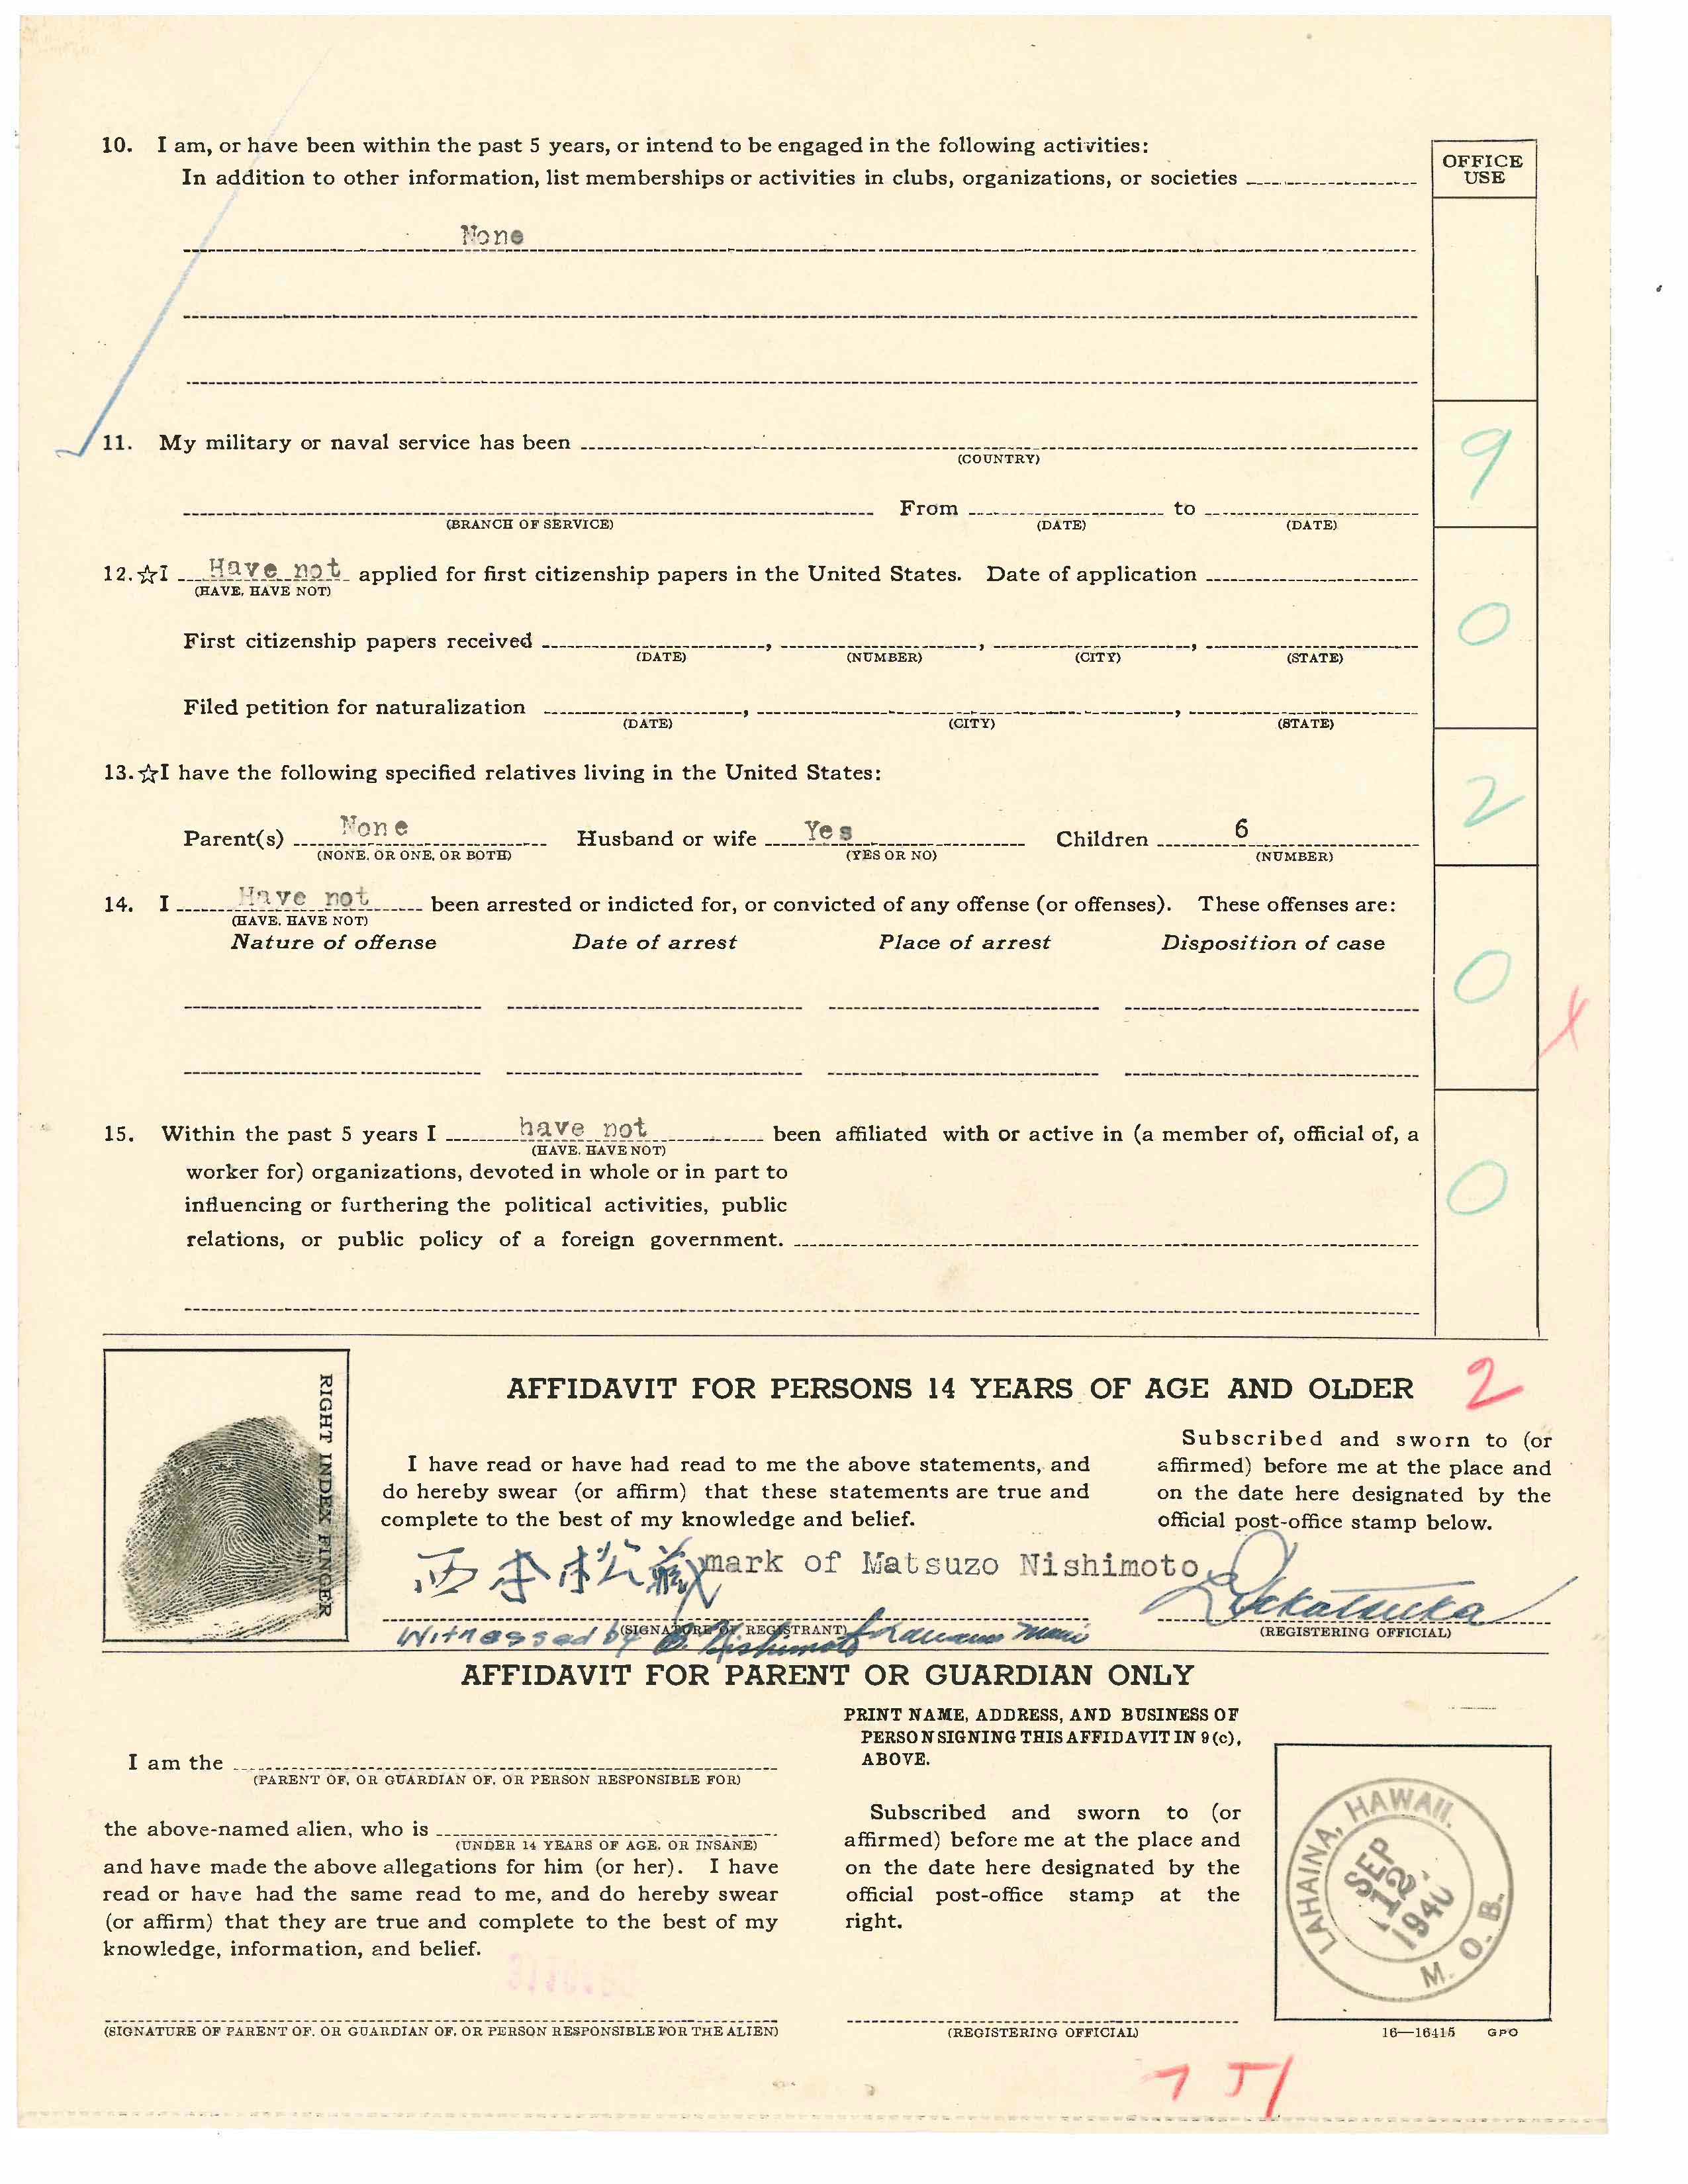 10. I am, or have been within the past 5 years, or intend to be engaged in the following activities:
In addition to other information, list memberships or activities in clubs, organizations, or societies
OFFICE
USE
None
11. My military or naval service has been
(COUNTRY)
9
From to
(BRANCH OF SERVICE) (DATE) (DATE)
12. ☆I Have not applied for first citizenship papers in the United States. Date of application
(HAVE, HAVE NOT)
0
First citizenship papers received , , ,
(DATE) (NUMBER) (CITY) (STATE)
Filed petition for naturalization , ,
(DATE) (CITY) (STATE)
13. ☆I have the following specified relatives living in the United States:
2
Parent(s) None Husband or wife Yes Children 6
(NONE, OR ONE, OR BOTH) (YES OR NO) (NUMBER)
14. I Have not been arrested or indicted for, or convicted of any offense (or offenses). These offenses are:
(HAVE, HAVE NOT)
Nature of offense Date of arrest Place of arrest Disposition of case
0
X
15. Within the past 5 years I have not been affiliated with or active in (a member of, official of, a
(HAVE, HAVE NOT)
worker for) organizations, devoted in whole or in part to
influencing or furthering the political activities, public
relations, or public policy of a foreign government.
0
RIGHT INDEX FINGER
AFFIDAVIT FOR PERSONS 14 YEARS OF AGE AND OLDER
2
I have read or have had read to me the above statements, and
do hereby swear (or affirm) that these statements are true and
complete to the best of my knowledge and belief.
Subscribed and sworn to (or
affirmed) before me at the place and
on the date here designated by the
official post-office stamp below.
西本松蔵 X mark of Matsuzo Nishimoto
(SIGNATURE OF REGISTRANT)
Witnessed by Nishimoto
(REGISTERING OFFICIAL)
AFFIDAVIT FOR PARENT OR GUARDIAN ONLY
I am the
(PARENT OF, OR GUARDIAN OF, OR PERSON RESPONSIBLE FOR)
the above-named alien, who is
(UNDER 14 YEARS OF AGE, OR INSANE)
and have made the above allegations for him (or her). I have
read or have had the same read to me, and do hereby swear
(or affirm) that they are true and complete to the best of my
knowledge, information, and belief.
(SIGNATURE OF PARENT OF, OR GUARDIAN OF, OR PERSON RESPONSIBLE FOR THE ALIEN)
PRINT NAME, ADDRESS, AND BUSINESS OF
PERSON SIGNING THIS AFFIDAVIT IN 9 (c),
ABOVE.
Subscribed and sworn to (or
affirmed) before me at the place and
on the date here designated by the
official post-office stamp at the
right.
(REGISTERING OFFICIAL)
LAHAINA, HAWAII.
SEP
12
1940
M. O. B.
16—16415 GPO
751